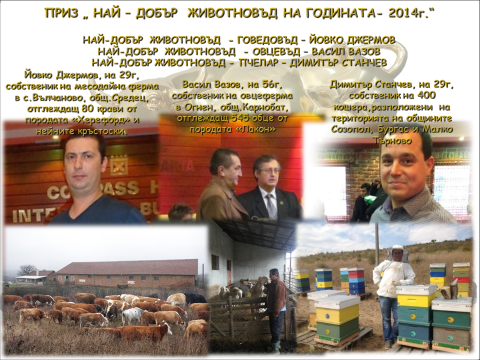 ПРИЗ „ НАЙ – ДОБЪР ЖИВОТНОВЪД НА ГОДИНАТА- 2014г.“
НАЙ-ДОБЪР ЖИВОТНОВЪД - ГОВЕДОВЪД – ЙОВКО ДЖЕРМОВ
НАЙ-ДОБЪР ЖИВОТНОВЪД - ОВЦЕВЪД – ВАСИЛ ВАЗОВ
НАЙ-ДОБЪР ЖИВОТНОВЪД - ПЧЕЛАР – ДИМИТЪР СТАНЧЕВ
Йовко Джермов, на 29г,
собственик на месодайна ферма
в с.Вълчаново, общ.Средец,
отглеждащ 80 крави от
породата «Херефорд» и
нейните кръстоски.
Васил Вазов, на 56г,
собственик на овцеферма
в Огнен, общ.Карнобат,
отглеждащ 545 овце от
породата «Лакон»
Димитър Станчев, на 29г,
собственик на 400
кошера,разположени на
територията на общините
Созопол, Бургас и Малко
Търново
COMPASS
INTE